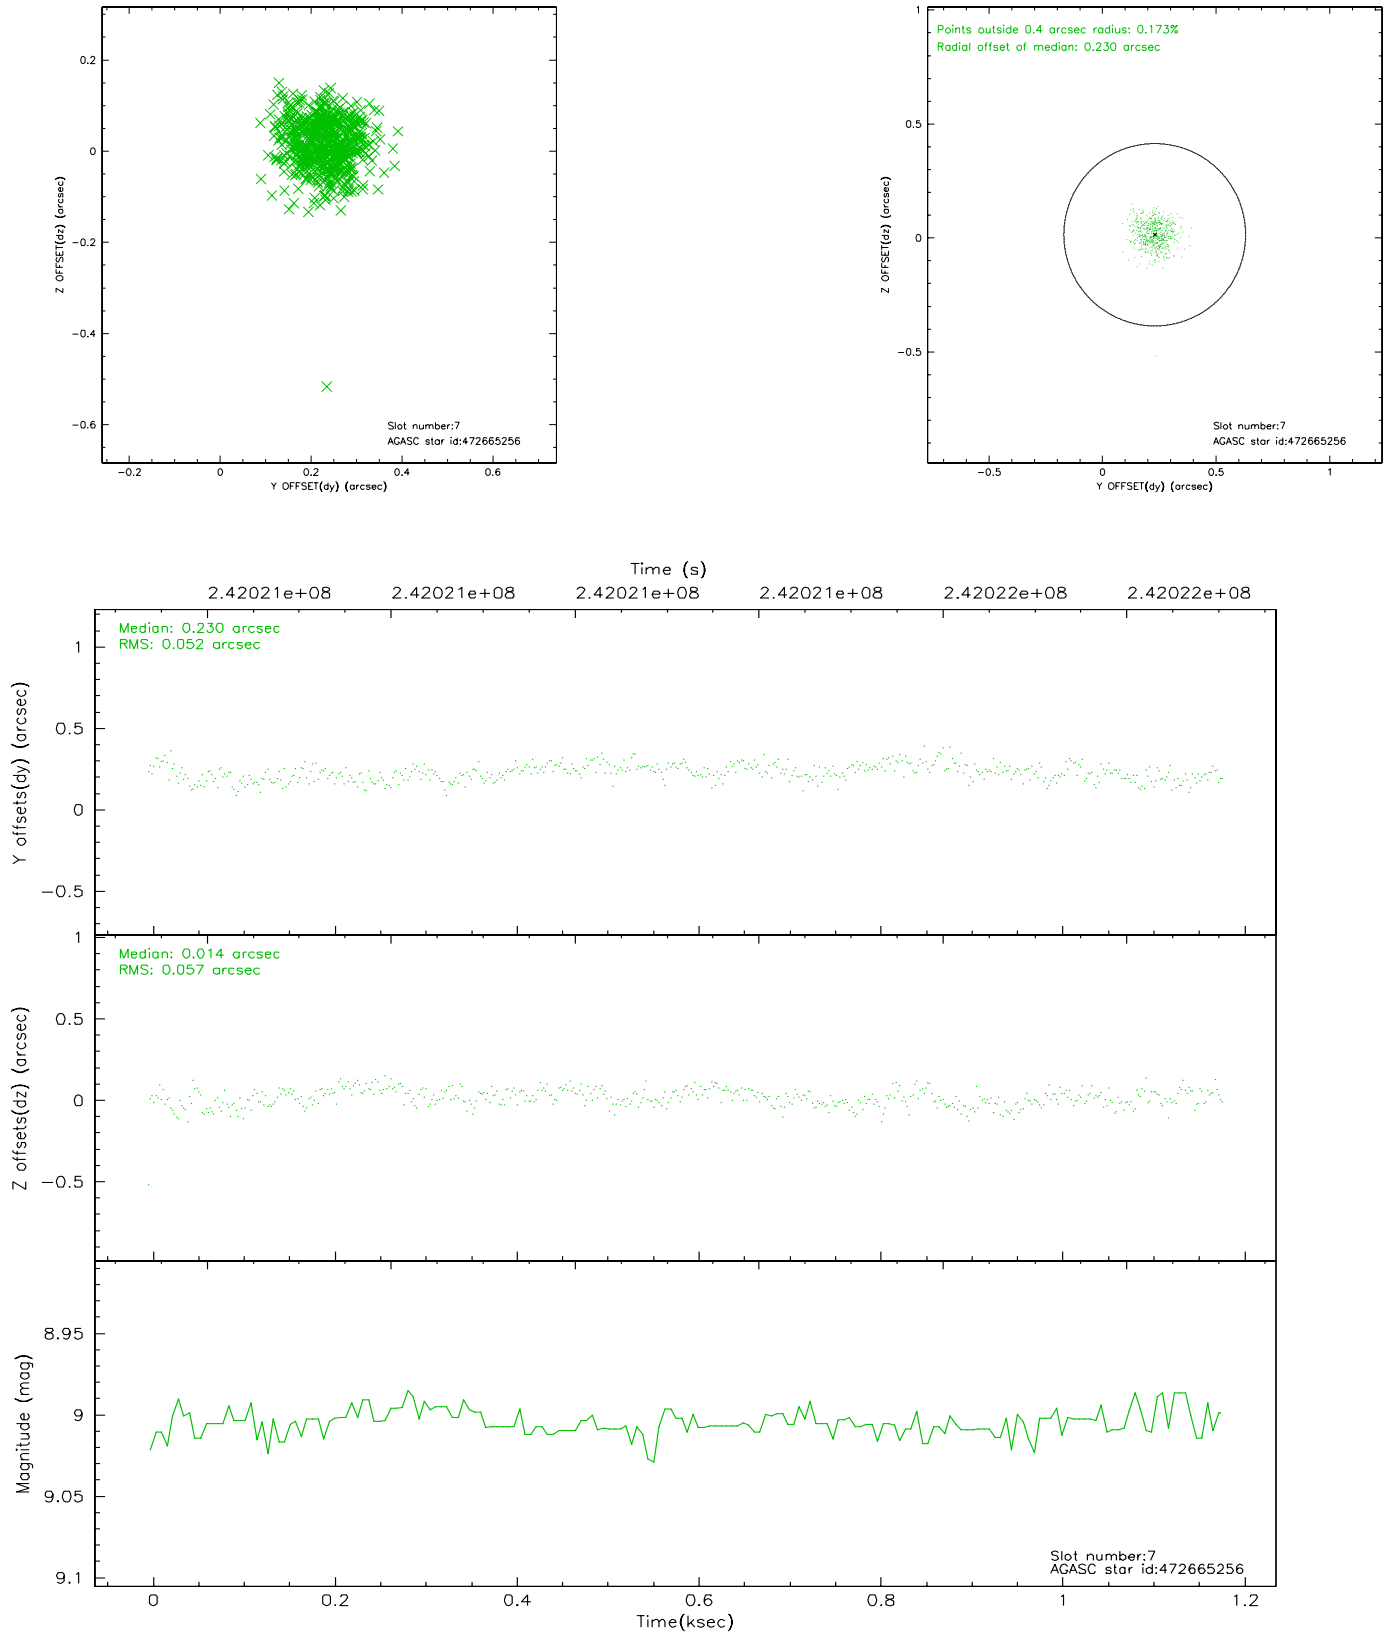 0.2
0
−0.2
−0.4
−0.6
Z OFFSET(dz) (arcsec)
Slot number:7
AGASC star id:472665256
−0.2 0 0.2 0.4 0.6
Y OFFSET(dy) (arcsec)
Points outside 0.4 arcsec radius: 0.173%
Radial offset of median: 0.230 arcsec
1
0.5
0
−0.5
Z OFFSET(dz) (arcsec)
Slot number:7
AGASC star id:472665256
−0.5 0 0.5 1
Y OFFSET(dy) (arcsec)
Time (s)
2.42021e+08 2.42021e+08 2.42021e+08 2.42021e+08 2.42022e+08 2.42022e+08
Median: 0.230 arcsec
RMS: 0.052 arcsec
1
0.5
0
−0.5
Y offsets(dy) (arcsec)
Median: 0.014 arcsec
RMS: 0.057 arcsec
1
0.5
0
−0.5
Z offsets(dz) (arcsec)
8.95
9
9.05
9.1
Magnitude (mag)
Slot number:7
AGASC star id:472665256
0 0.2 0.4 0.6 0.8 1 1.2
Time(ksec)